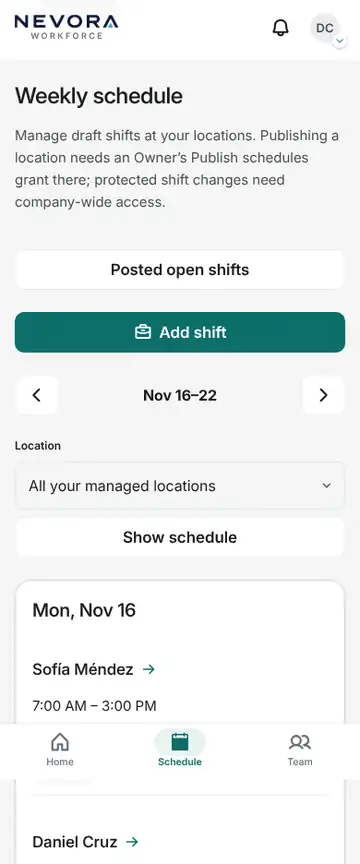 NEVORA
WORKFORCE
DC
Weekly schedule
Manage draft shifts at your locations. Publishing a
location needs an Owner’s Publish schedules
grant there; protected shift changes need
company-wide access.
Posted open shifts
Add shift
Nov 16–22
Location
All your managed locations
Show schedule
Mon, Nov 16
Sofía Méndez →
7:00 AM – 3:00 PM
Home
Schedule
Team
Daniel Cruz →